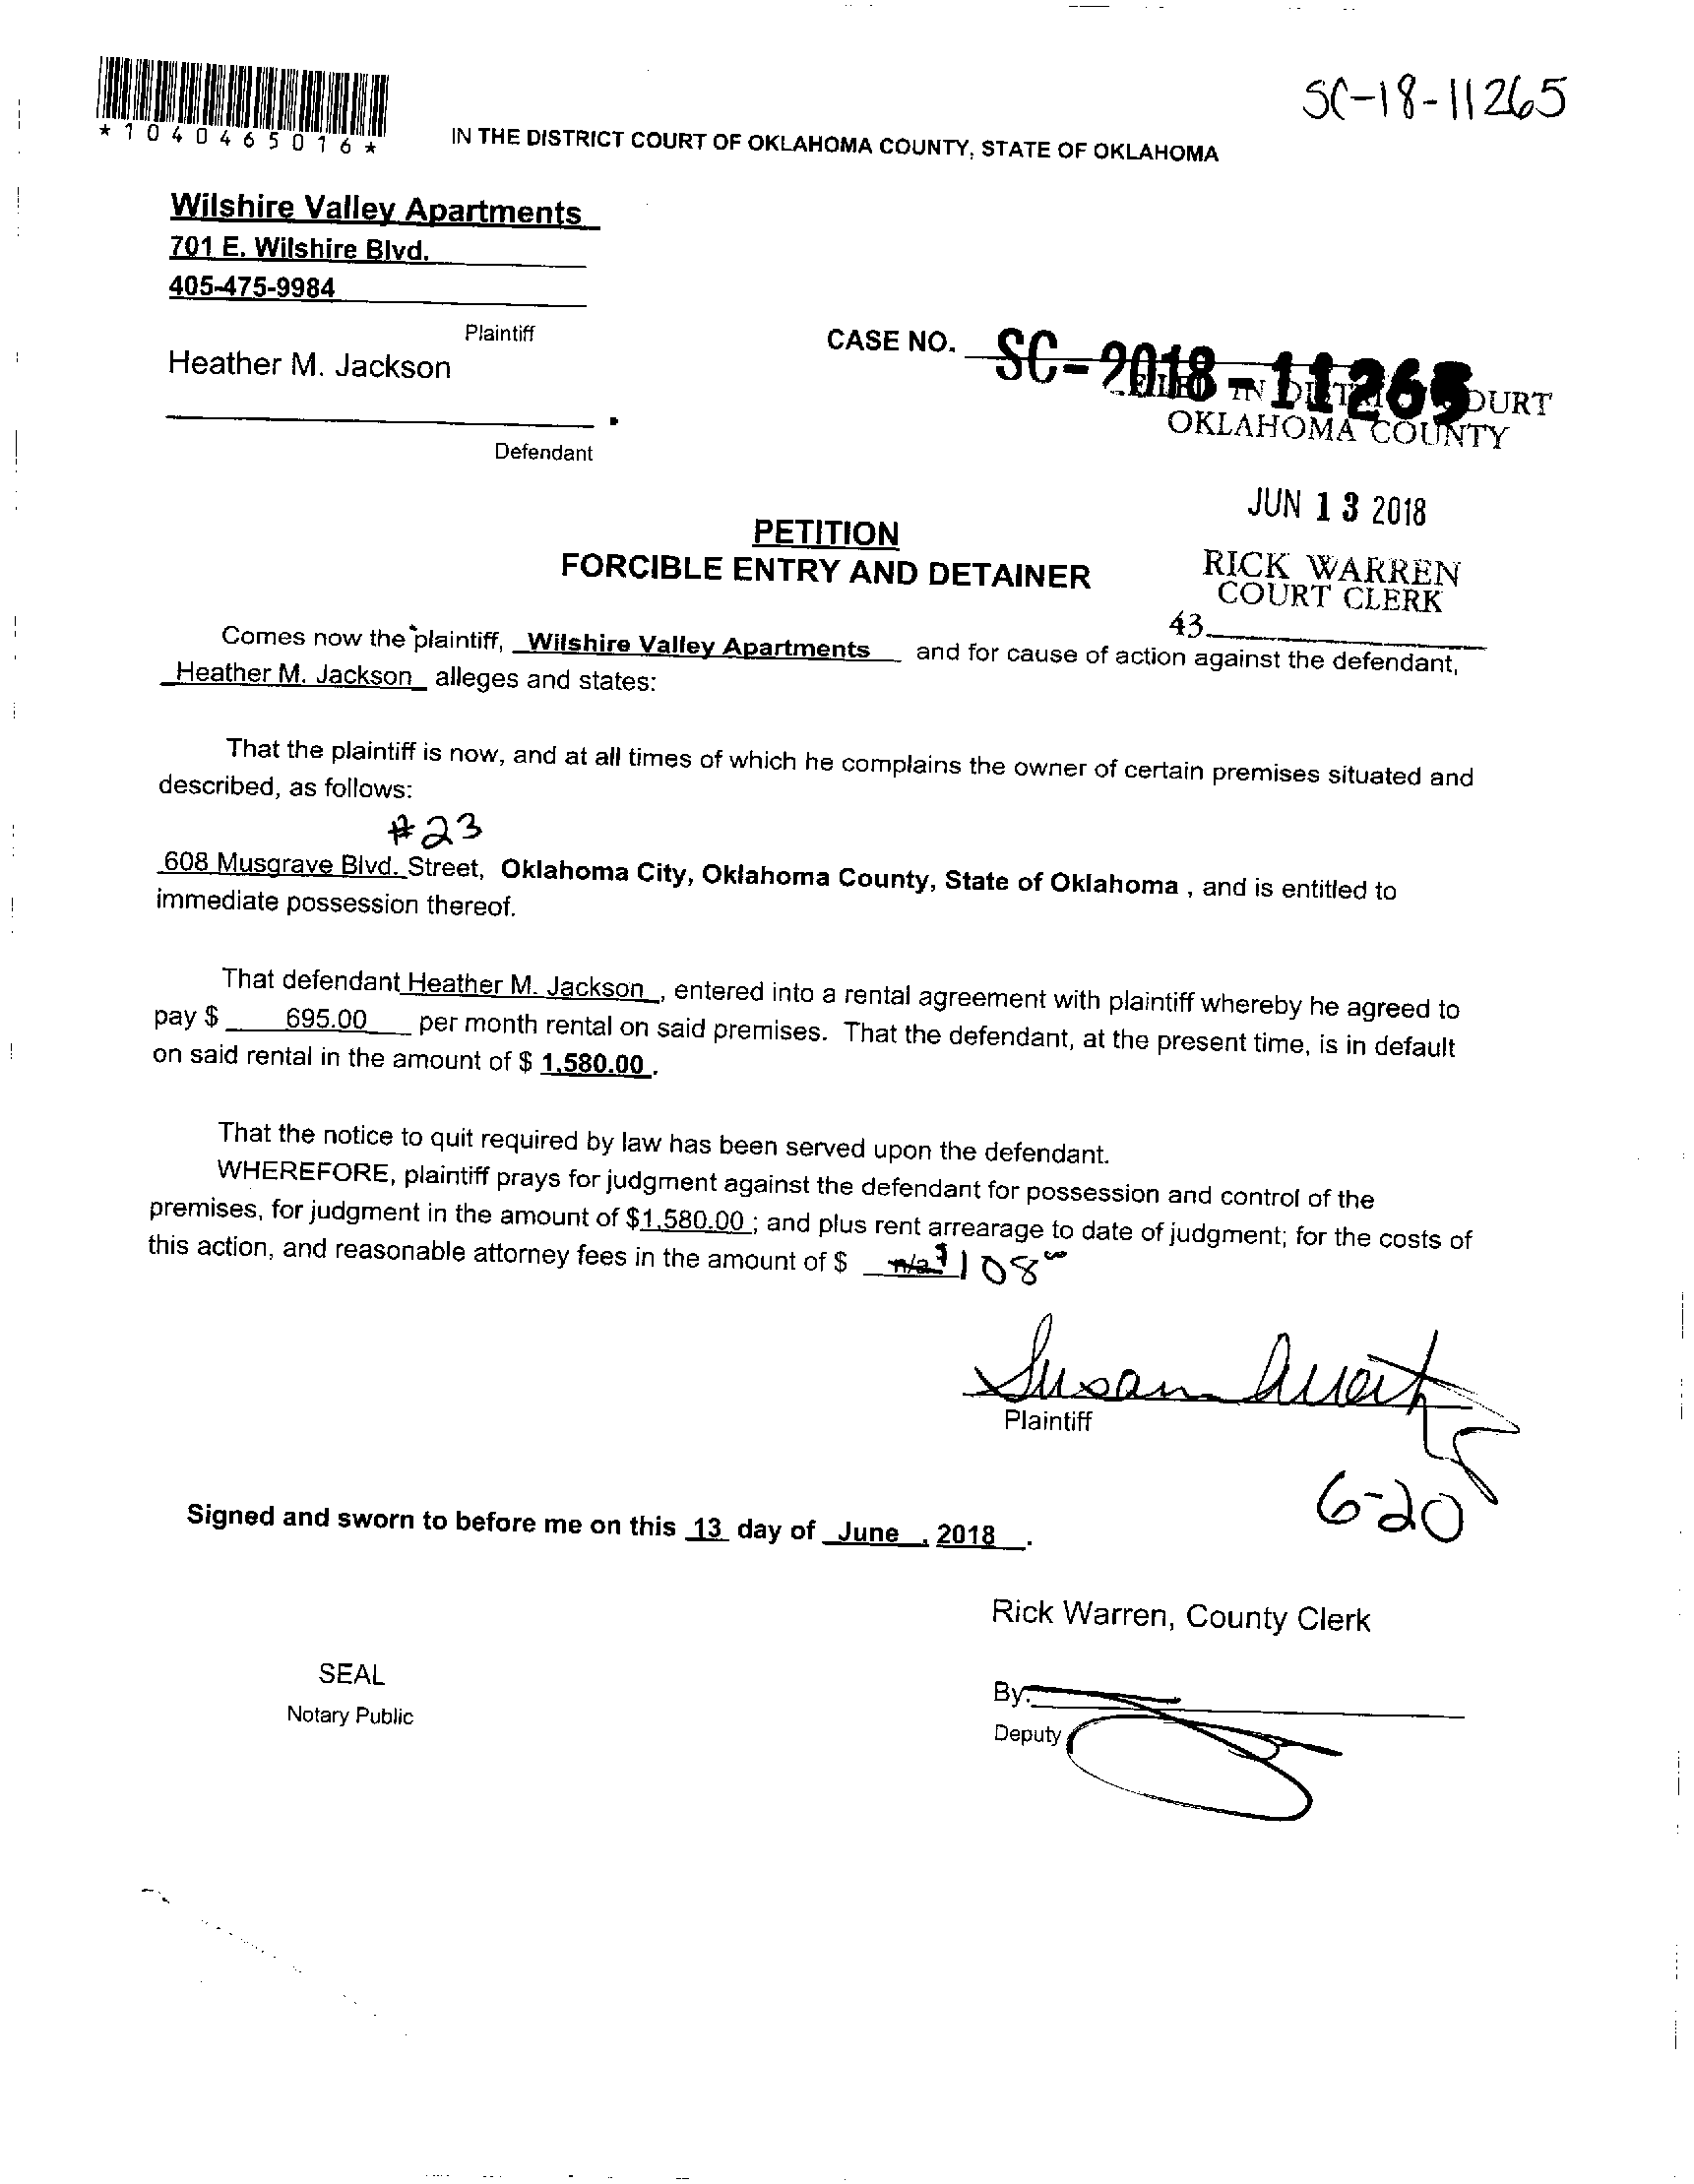 SC-18-11265
*1040465016*
IN THE DISTRICT COURT OF OKLAHOMA COUNTY, STATE OF OKLAHOMA
Wilshire Valley Apartments
701 E. Wilshire Blvd.
405-475-9984
Plaintiff
CASE NO. SC-2018-11265
Heather M. Jackson
FILED IN DISTRICT COURT
OKLAHOMA COUNTY
Defendant
JUN 13 2018
PETITION
FORCIBLE ENTRY AND DETAINER
RICK WARREN
COURT CLERK
43
Comes now the plaintiff, Wilshire Valley Apartments and for cause of action against the defendant,
Heather M. Jackson alleges and states:
That the plaintiff is now, and at all times of which he complains the owner of certain premises situated and
described, as follows:
#23
608 Musgrave Blvd. Street, Oklahoma City, Oklahoma County, State of Oklahoma , and is entitled to
immediate possession thereof.
That defendant Heather M. Jackson , entered into a rental agreement with plaintiff whereby he agreed to
pay $ 695.00 per month rental on said premises. That the defendant, at the present time, is in default
on said rental in the amount of $ 1,580.00 .
That the notice to quit required by law has been served upon the defendant.
WHEREFORE, plaintiff prays for judgment against the defendant for possession and control of the
premises, for judgment in the amount of $1,580.00 ; and plus rent arrearage to date of judgment; for the costs of
this action, and reasonable attorney fees in the amount of $ n/a $108 00
Susan
Plaintiff
6-20
Signed and sworn to before me on this 13 day of June , 2018 .
Rick Warren, County Clerk
SEAL
Notary Public
By:
Deputy